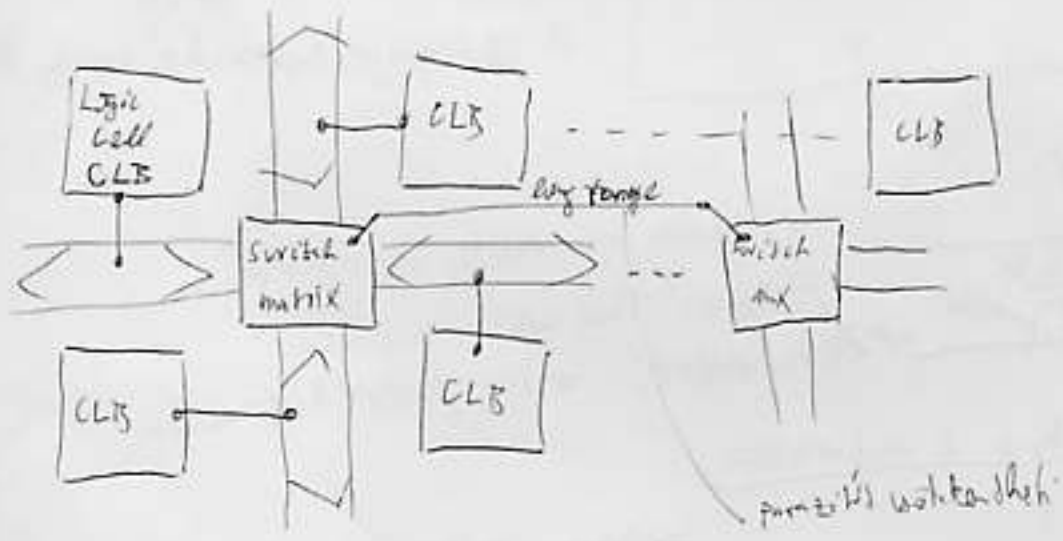 Logic
Cell
CLB
CLB
CLB
long range
Switch
matrix
Switch
mx
CLB
CLB